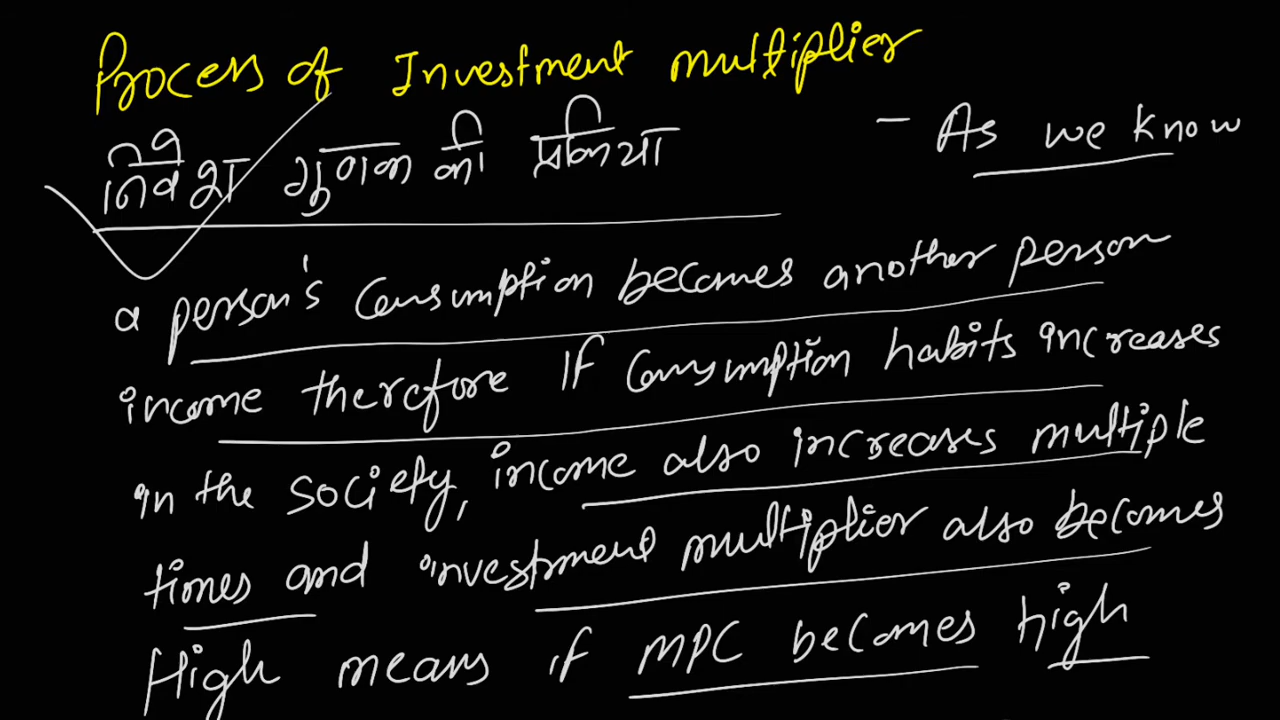 Process of Investment multiplier
निवेश गुणक की प्रक्रिया - As we know
a person's Consumption becomes another person
income therefore If Consumption habits increases
in the Society, income also increases multiple
times and investment multiplier also becomes
High means if MPC becomes high